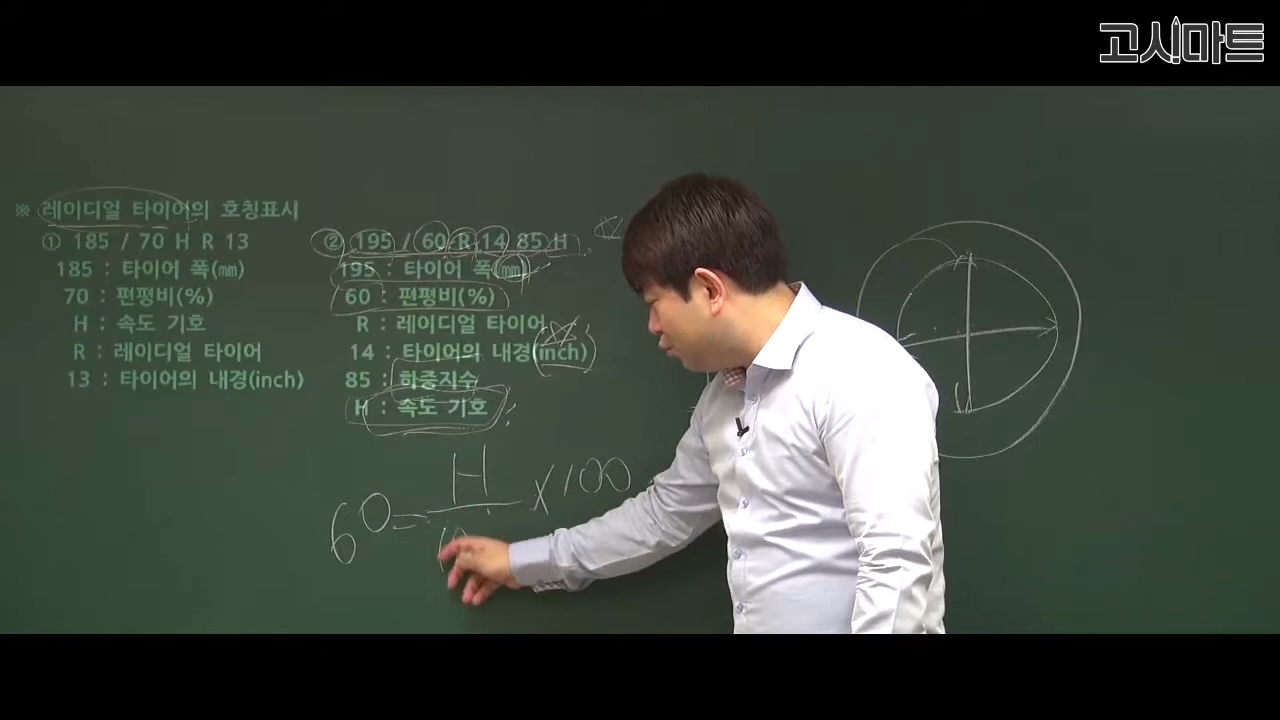 고시마트
※ 레이디얼 타이어의 호칭표시
① 185 / 70 H R 13
185 : 타이어 폭(㎜)
70 : 편평비(%)
H : 속도 기호
R : 레이디얼 타이어
13 : 타이어의 내경(inch)
② 195 / 60 R 14 85 H
195 : 타이어 폭(㎜)
60 : 편평비(%)
R : 레이디얼 타이어
14 : 타이어의 내경(inch)
85 : 하중지수
H : 속도 기호
60 = H × 100